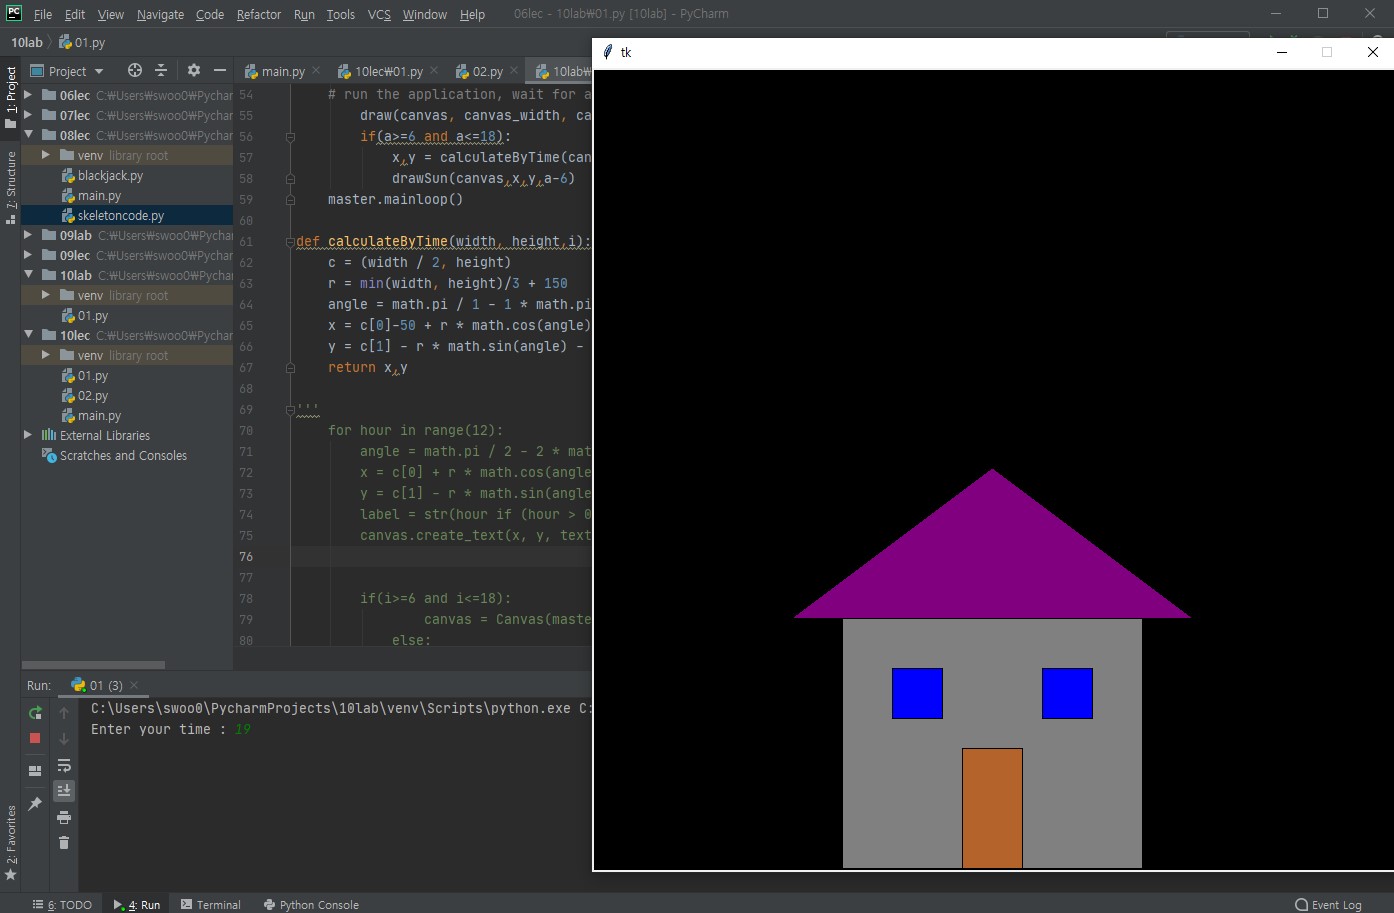 PC File Edit View Navigate Code Refactor Run Tools VCS Window Help 06lec - 10lab₩01.py [10lab] - PyCharm
10lab 01.py
1: Project
7: Structure
2: Favorites
Project
06lec C:₩Users₩swoo0₩Pychar
07lec C:₩Users₩swoo0₩Pychar
08lec C:₩Users₩swoo0₩Pychar
venv library root
blackjack.py
main.py
skeletoncode.py
09lab C:₩Users₩swoo0₩Pychar
09lec C:₩Users₩swoo0₩Pychar
10lab C:₩Users₩swoo0₩Pychar
venv library root
01.py
10lec C:₩Users₩swoo0₩Pychar
venv library root
01.py
02.py
main.py
External Libraries
Scratches and Consoles
main.py 10lec₩01.py 02.py 10lab₩
54 # run the application, wait for a
55 draw(canvas, canvas_width, ca
56 if(a>=6 and a<=18):
57 x,y = calculateByTime(can
58 drawSun(canvas,x,y,a-6)
59 master.mainloop()
60
61 def calculateByTime(width, height,i):
62 c = (width / 2, height)
63 r = min(width, height)/3 + 150
64 angle = math.pi / 1 - 1 * math.pi
65 x = c[0]-50 + r * math.cos(angle)
66 y = c[1] - r * math.sin(angle) -
67 return x,y
68
69 '''
70 for hour in range(12):
71 angle = math.pi / 2 - 2 * mat
72 x = c[0] + r * math.cos(angle
73 y = c[1] - r * math.sin(angle
74 label = str(hour if (hour > 0
75 canvas.create_text(x, y, text
76
77
78 if(i>=6 and i<=18):
79 canvas = Canvas(maste
80 else:
tk
Run: 01 (3)
C:\Users\swoo0\PycharmProjects\10lab\venv\Scripts\python.exe C:
Enter your time : 19
6: TODO 4: Run Terminal Python Console Event Log